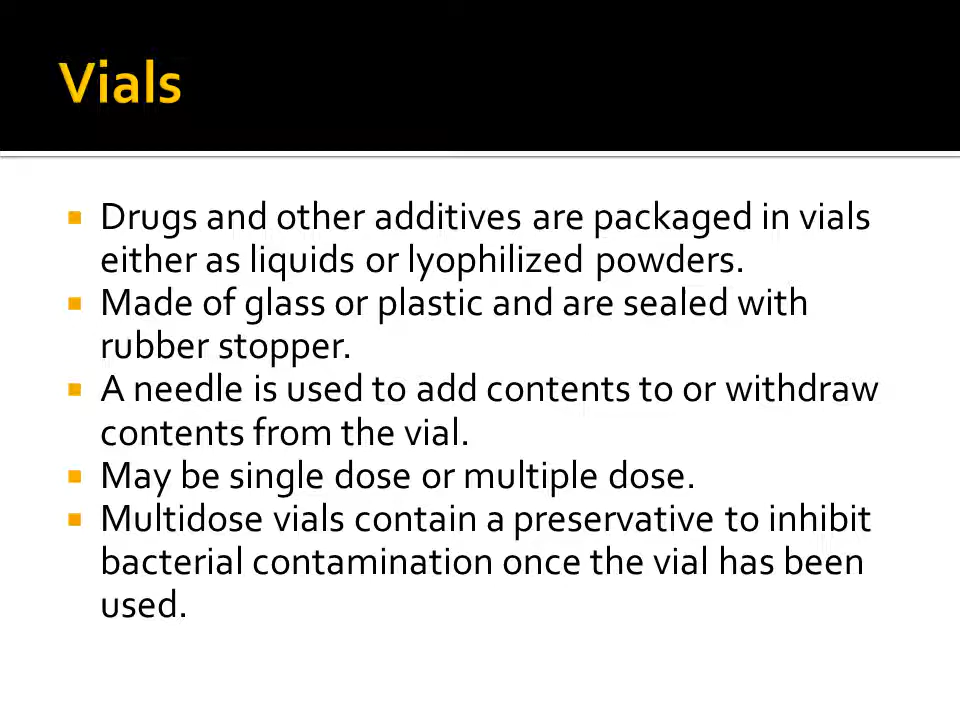 Vials
Drugs and other additives are packaged in vials
either as liquids or lyophilized powders.
Made of glass or plastic and are sealed with
rubber stopper.
A needle is used to add contents to or withdraw
contents from the vial.
May be single dose or multiple dose.
Multidose vials contain a preservative to inhibit
bacterial contamination once the vial has been
used.